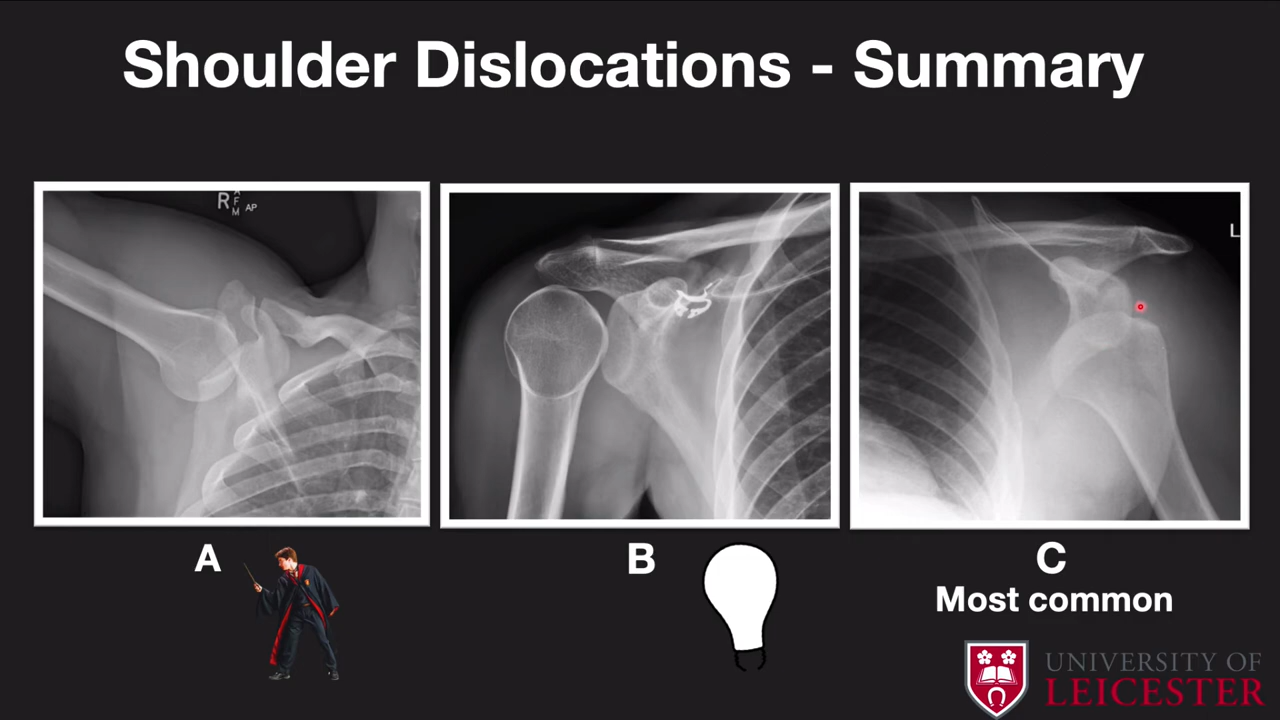 Shoulder Dislocations - Summary
R
A
F
M
AP
L
A
B
C
Most common
UNIVERSITY OF
LEICESTER